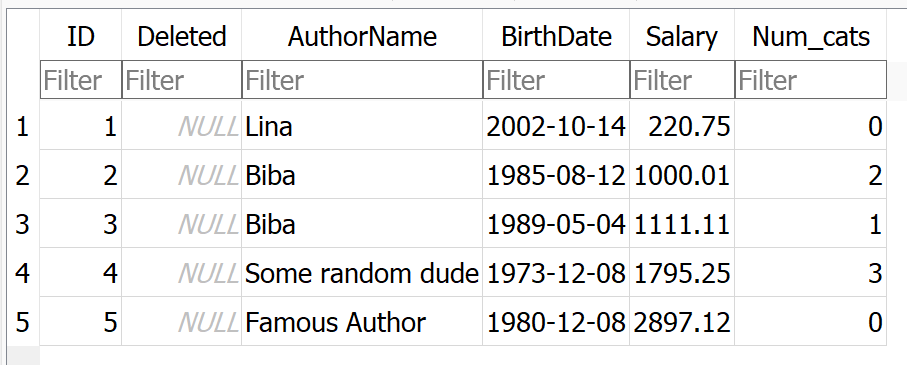 ID Deleted AuthorName BirthDate Salary Num_cats
Filter Filter Filter Filter Filter Filter
1 1 NULL Lina 2002-10-14 220.75 0
2 2 NULL Biba 1985-08-12 1000.01 2
3 3 NULL Biba 1989-05-04 1111.11 1
4 4 NULL Some random dude 1973-12-08 1795.25 3
5 5 NULL Famous Author 1980-12-08 2897.12 0